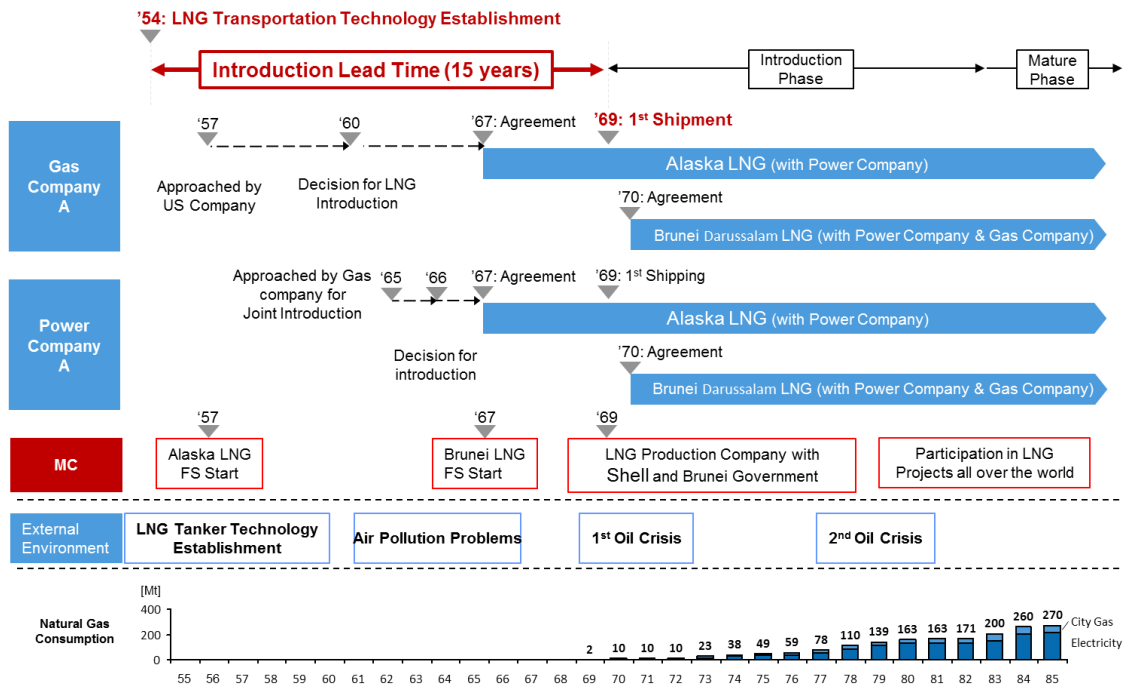 '54: LNG Transportation Technology Establishment
Introduction Lead Time (15 years)
Introduction
Phase
Mature
Phase
Gas
Company
A
'57
'60
'67: Agreement
'69: 1st Shipment
Approached by
US Company
Decision for LNG
Introduction
Alaska LNG (with Power Company)
'70: Agreement
Brunei Darussalam LNG (with Power Company & Gas Company)
Power
Company
A
Approached by Gas
company for
Joint Introduction
'65
'66
'67: Agreement
'69: 1st Shipping
Alaska LNG (with Power Company)
Decision for
introduction
'70: Agreement
Brunei Darussalam LNG (with Power Company & Gas Company)
MC
'57
Alaska LNG
FS Start
'67
Brunei LNG
FS Start
'69
LNG Production Company with
Shell and Brunei Government
Participation in LNG
Projects all over the world
External
Environment
LNG Tanker Technology
Establishment
Air Pollution Problems
1st Oil Crisis
2nd Oil Crisis
Natural Gas
Consumption
[Mt]
400
200
0
2 10 10 10 23 38 49 59 78 110 139 163 163 171 200 260 270
City Gas
Electricity
55 56 57 58 59 60 61 62 63 64 65 66 67 68 69 70 71 72 73 74 75 76 77 78 79 80 81 82 83 84 85